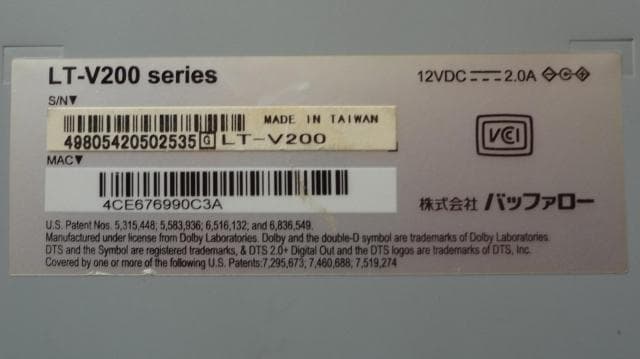 LT-V200 series
12VDC ⎓ 2.0A
S/N▼
MADE IN TAIWAN
49805420502535 G LT-V200
VCCI
MAC▼
4CE676990C3A
株式会社 バッファロー
U.S. Patent Nos. 5,315,448; 5,583,936; 6,516,132; and 6,836,549.
Manufactured under license from Dolby Laboratories. Dolby and the double-D symbol are trademarks of Dolby Laboratories.
DTS and the Symbol are registered trademarks, & DTS 2.0+ Digital Out and the DTS logos are trademarks of DTS, Inc.
Covered by one or more of the following U.S. Patents:7,295,673; 7,460,688; 7,519,274